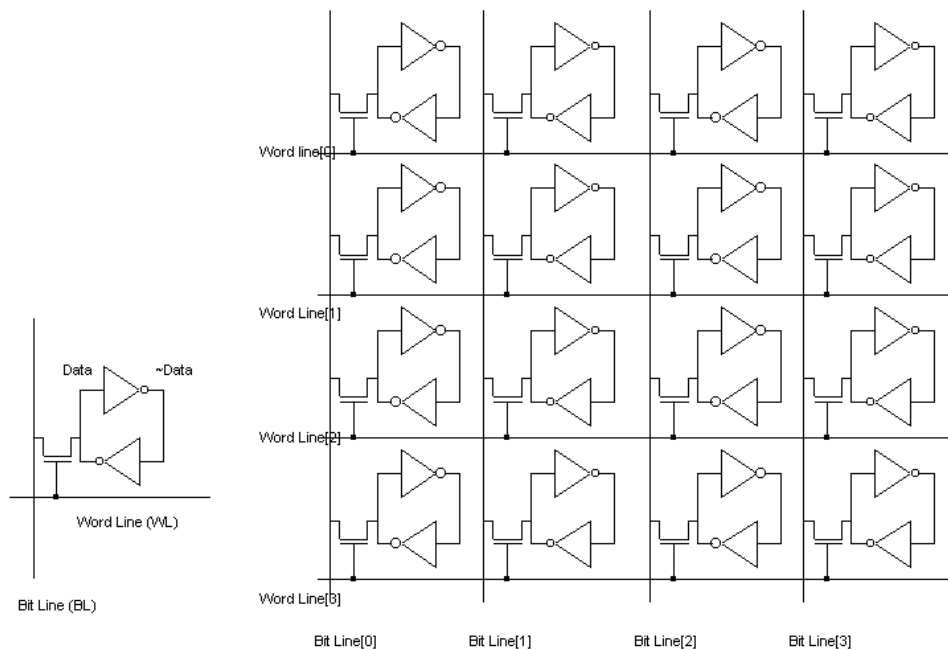 Word line[0]
Word Line[1]
Data ~Data
Word Line[2]
Word Line (WL)
Word Line[3]
Bit Line (BL)
Bit Line[0] Bit Line[1] Bit Line[2] Bit Line[3]